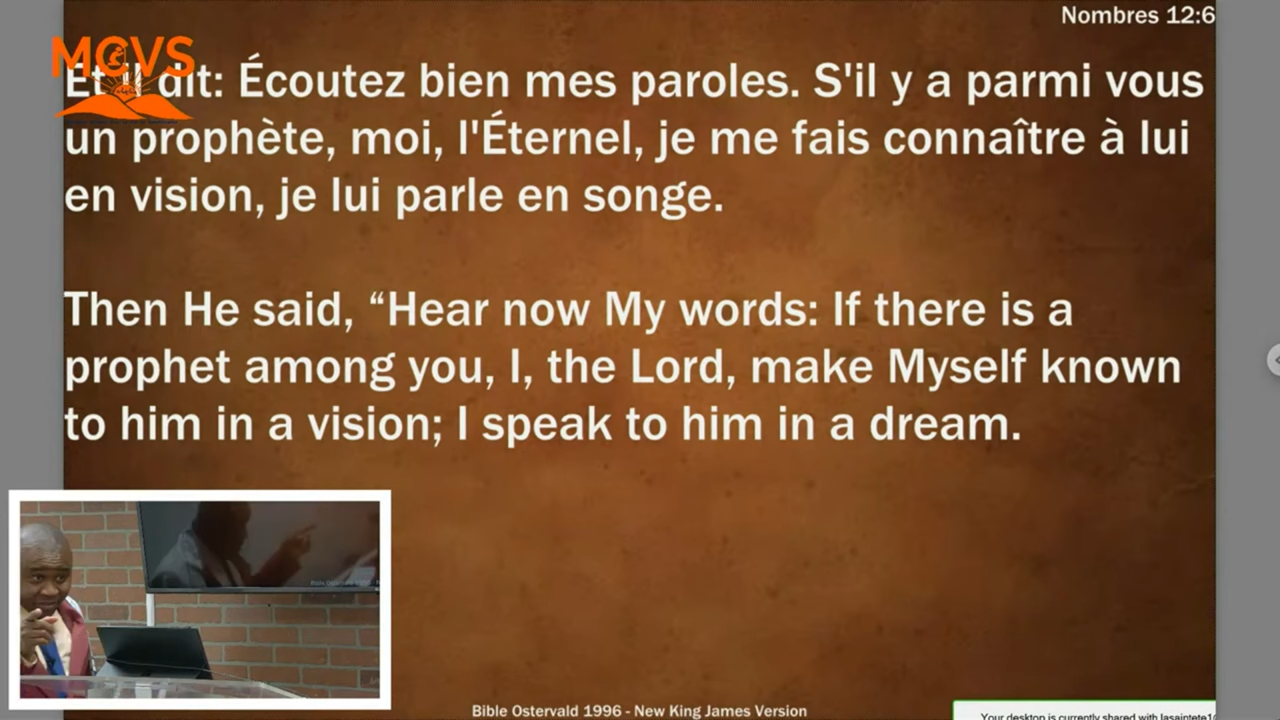 Nombres 12:6
MCVS
Et il dit: Écoutez bien mes paroles. S'il y a parmi vous
un prophète, moi, l'Éternel, je me fais connaître à lui
en vision, je lui parle en songe.
Then He said, “Hear now My words: If there is a
prophet among you, I, the Lord, make Myself known
to him in a vision; I speak to him in a dream.
Bible Ostervald 1996 - New King James Version
Your desktop is currently shared with